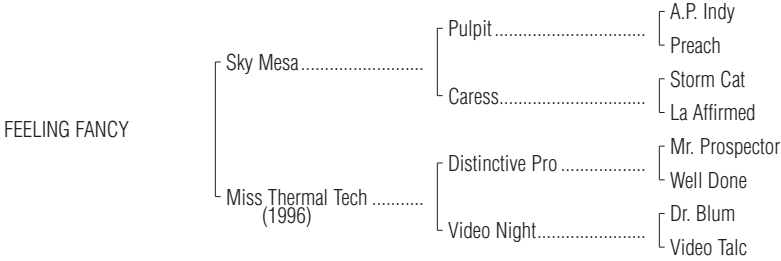 A.P. Indy
Pulpit
Preach
Sky Mesa
Storm Cat
Caress
La Affirmed
FEELING FANCY
Mr. Prospector
Distinctive Pro
Well Done
Miss Thermal Tech
(1996)
Dr. Blum
Video Night
Video Talc